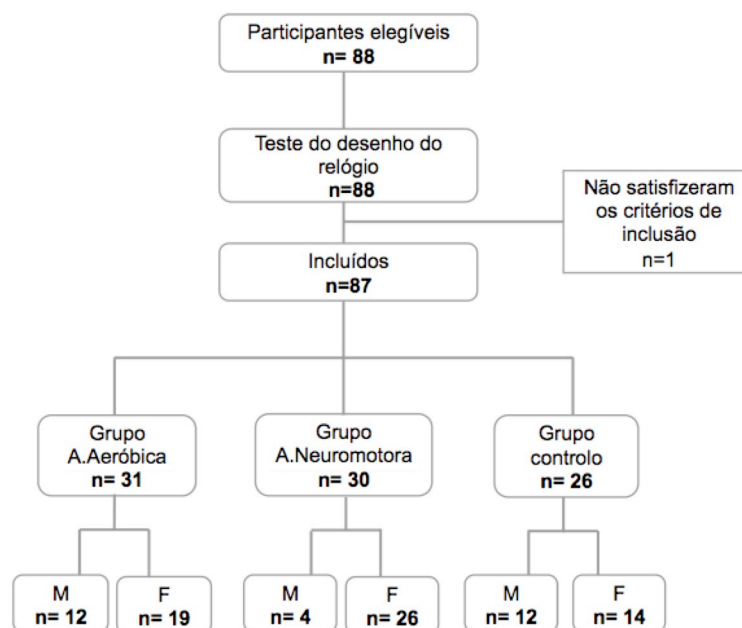 Participantes elegíveis
n= 88
Teste do desenho do
relógio
n=88
Não satisfizeram
os critérios de
inclusão
n=1
Incluídos
n=87
Grupo
A.Aeróbica
n= 31
Grupo
A.Neuromotora
n= 30
Grupo
controlo
n= 26
M
n= 12
F
n= 19
M
n= 4
F
n= 26
M
n= 12
F
n= 14